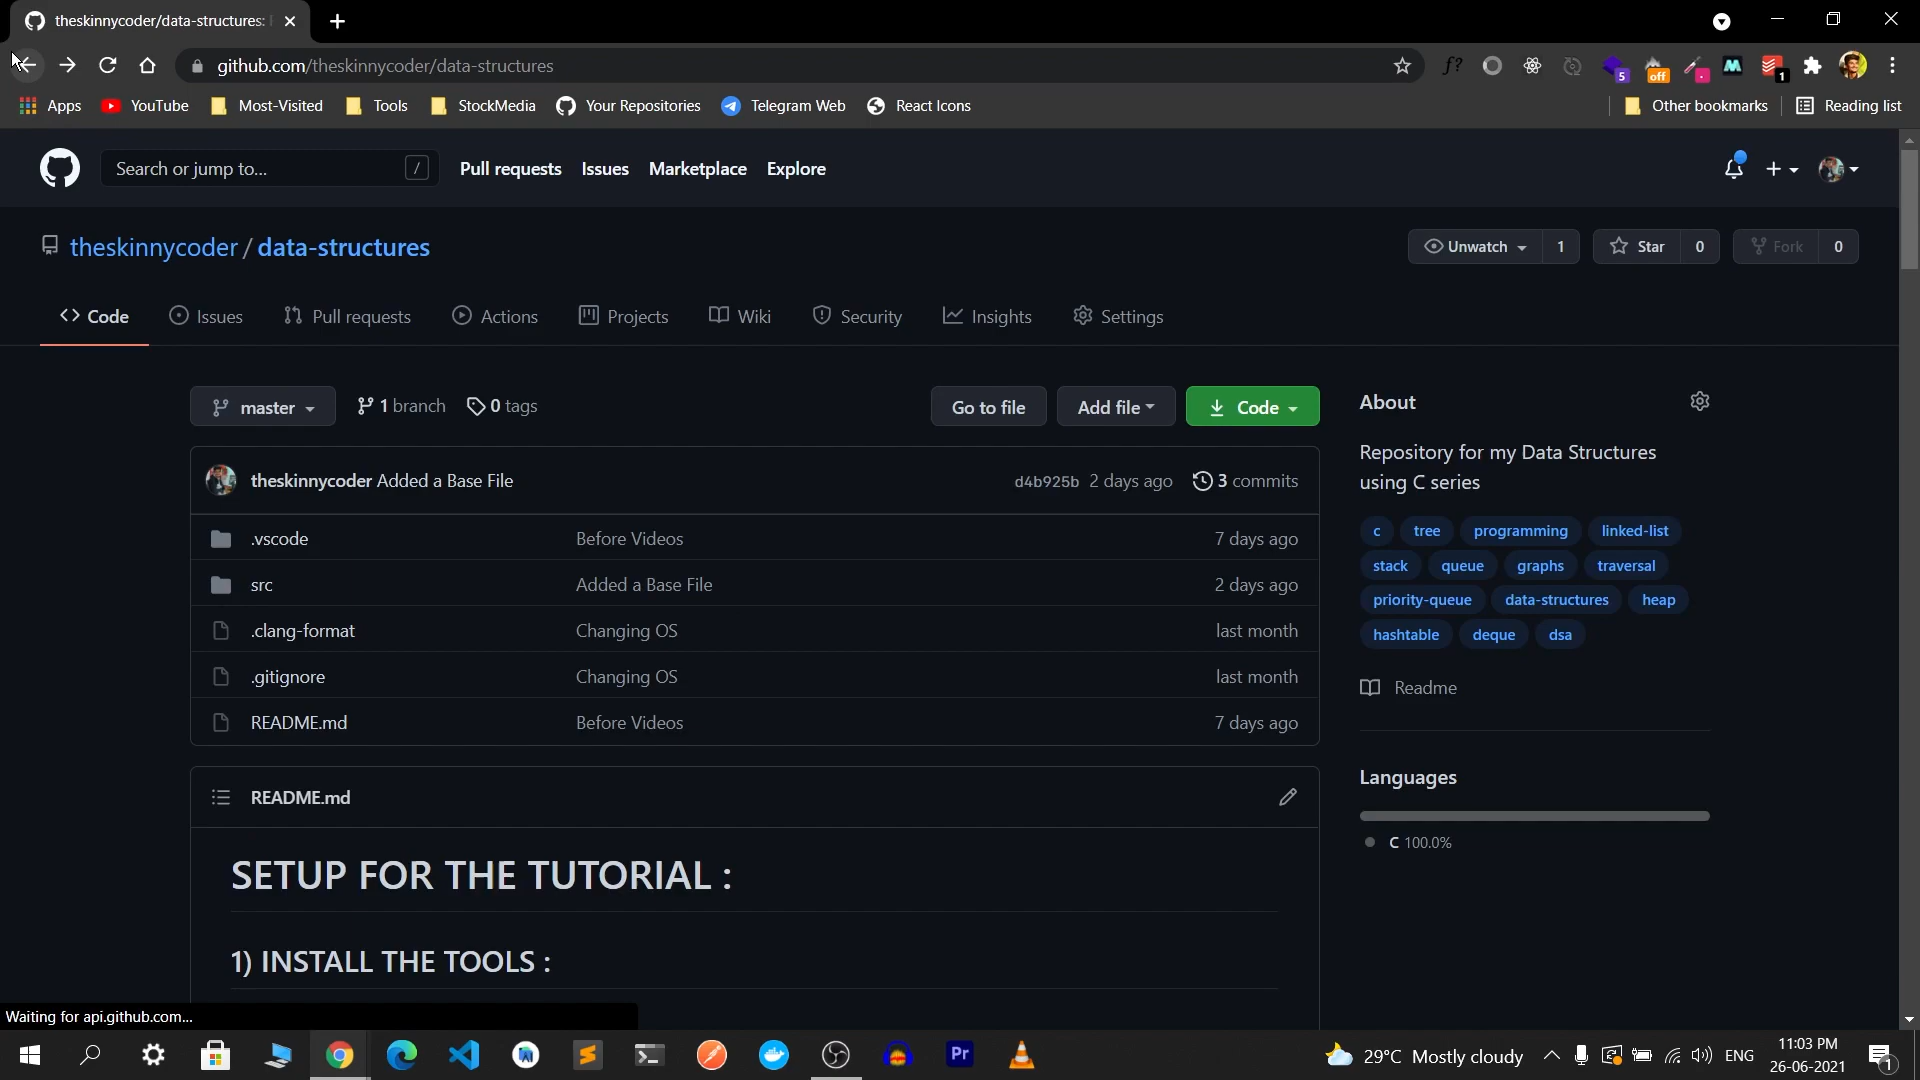 theskinnycoder/data-structures:
github.com/theskinnycoder/data-structures
f?
5
off
1
Apps
YouTube
Most-Visited
Tools
StockMedia
Your Repositories
Telegram Web
React Icons
Other bookmarks
Reading list
Search or jump to...
/
Pull requests
Issues
Marketplace
Explore
theskinnycoder / data-structures
Unwatch
1
Star
0
Fork
0
Code
Issues
Pull requests
Actions
Projects
Wiki
Security
Insights
Settings
master
1 branch
0 tags
Go to file
Add file
Code
About
Repository for my Data Structures
using C series
theskinnycoder Added a Base File
d4b925b 2 days ago
3 commits
.vscode
Before Videos
7 days ago
src
Added a Base File
2 days ago
.clang-format
Changing OS
last month
.gitignore
Changing OS
last month
README.md
Before Videos
7 days ago
c
tree
programming
linked-list
stack
queue
graphs
traversal
priority-queue
data-structures
heap
hashtable
deque
dsa
Readme
Languages
C 100.0%
README.md
SETUP FOR THE TUTORIAL :
1) INSTALL THE TOOLS :
Waiting for api.github.com...
Pr
29°C Mostly cloudy
ENG
11:03 PM
26-06-2021
1